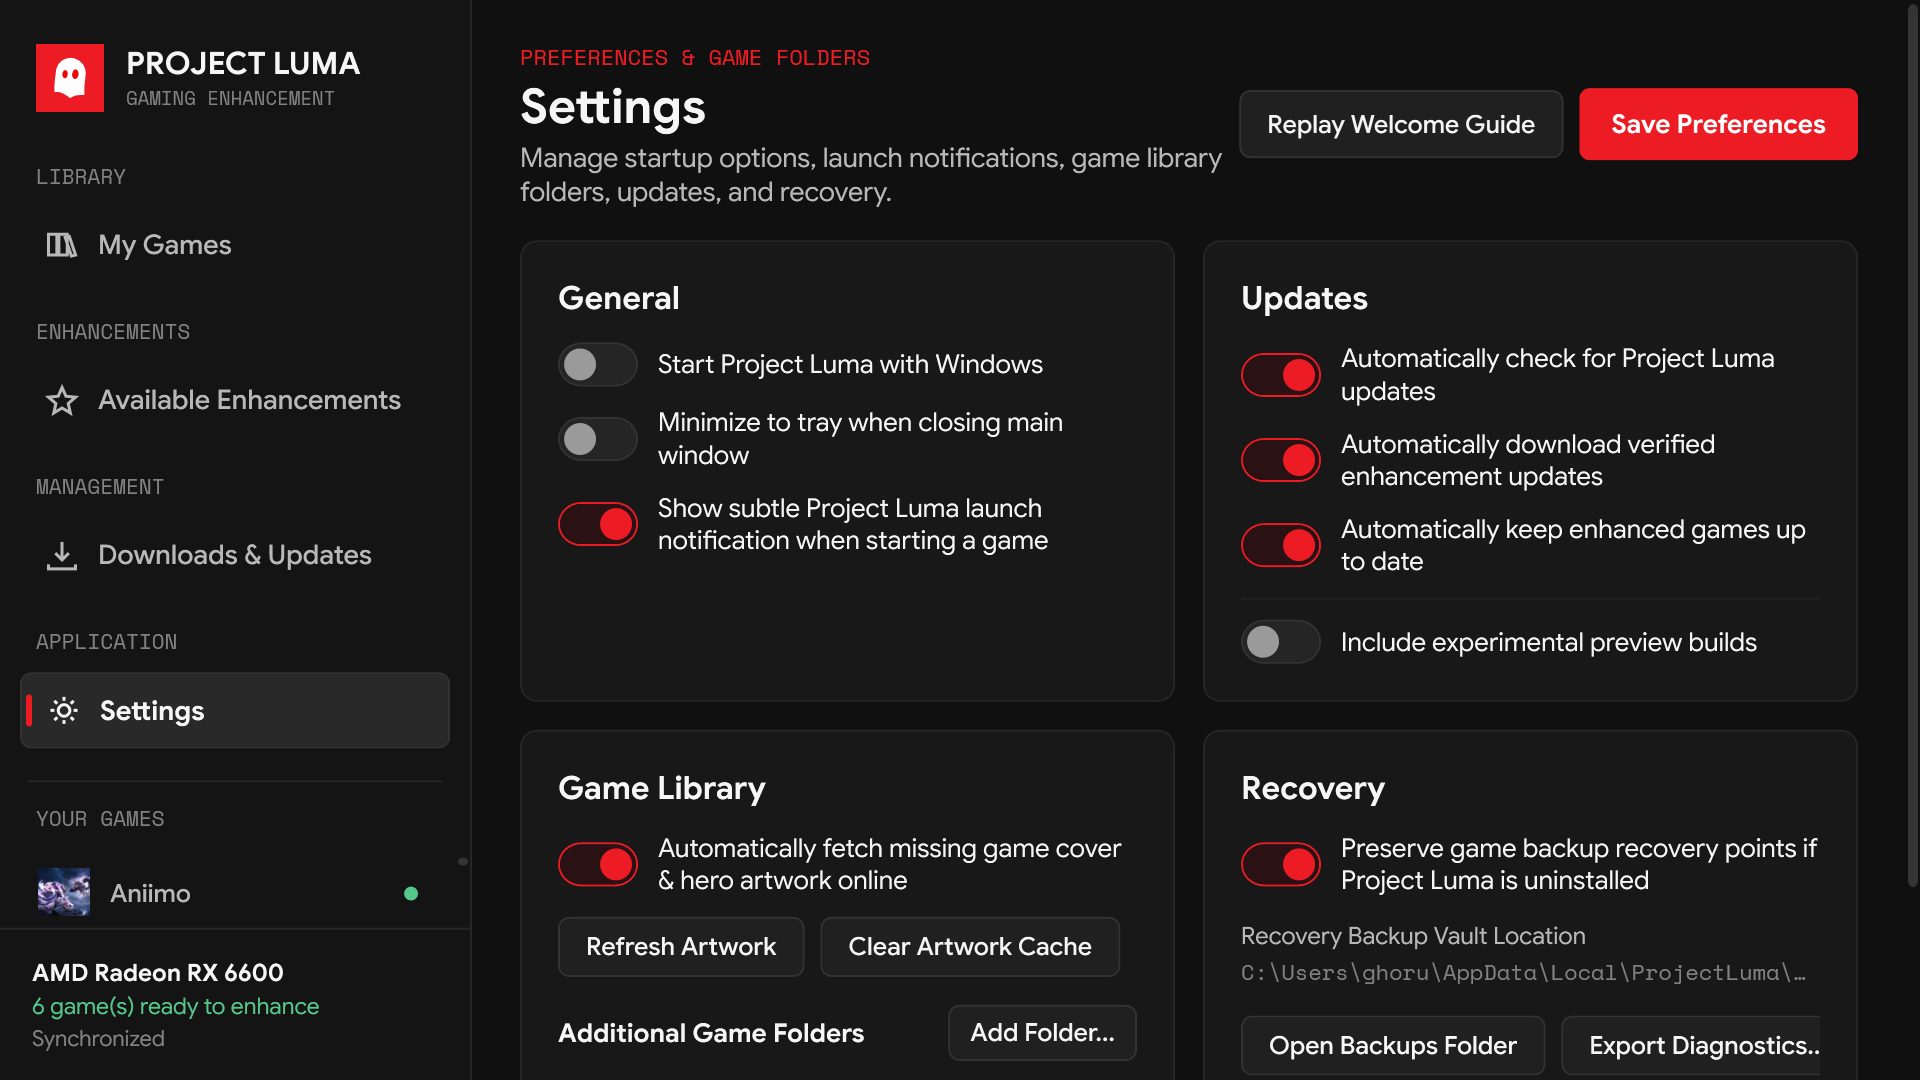 PROJECT LUMA
GAMING ENHANCEMENT
LIBRARY
My Games
ENHANCEMENTS
Available Enhancements
MANAGEMENT
Downloads & Updates
APPLICATION
Settings
YOUR GAMES
Aniimo
AMD Radeon RX 6600
6 game(s) ready to enhance
Synchronized
PREFERENCES & GAME FOLDERS
Settings
Manage startup options, launch notifications, game library
folders, updates, and recovery.
Replay Welcome Guide
Save Preferences
General
Start Project Luma with Windows
Minimize to tray when closing main
window
Show subtle Project Luma launch
notification when starting a game
Updates
Automatically check for Project Luma
updates
Automatically download verified
enhancement updates
Automatically keep enhanced games up
to date
Include experimental preview builds
Game Library
Automatically fetch missing game cover
& hero artwork online
Refresh Artwork
Clear Artwork Cache
Additional Game Folders
Add Folder...
Recovery
Preserve game backup recovery points if
Project Luma is uninstalled
Recovery Backup Vault Location
C:\Users\ghoru\AppData\Local\ProjectLuma\…
Open Backups Folder
Export Diagnostics..